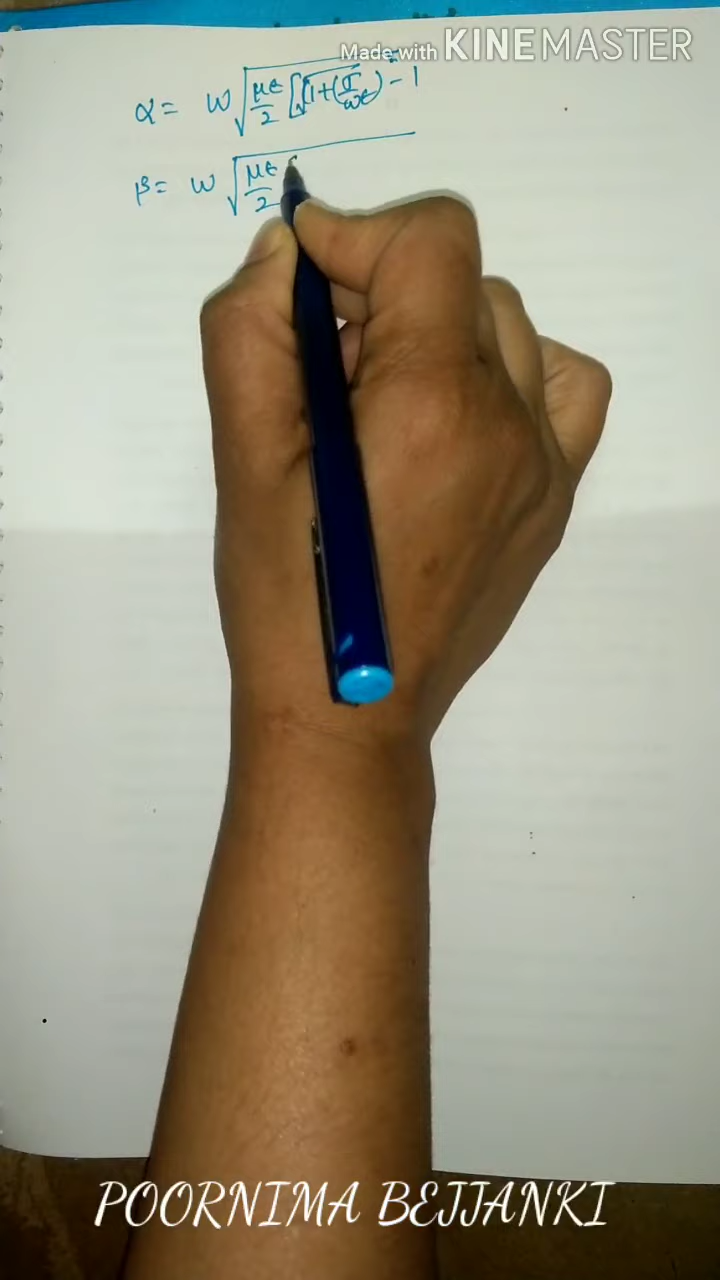 Made with KINEMASTER
α = ω√(με/2 [√(1+(σ/ωε)² - 1
β = ω√(με/2 [
POORNIMA BEJJANKI